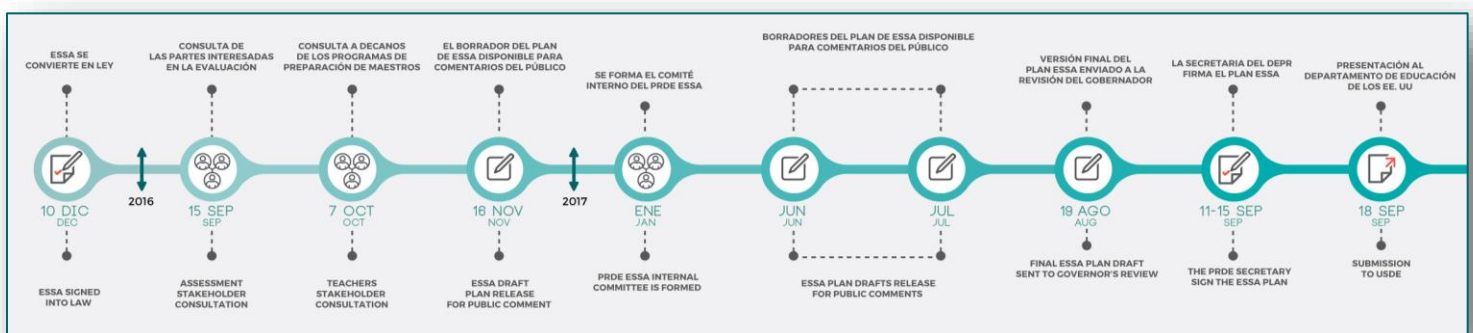 ESSA SE
CONVIERTE EN LEY
CONSULTA DE
LAS PARTES INTERESADAS
EN LA EVALUACIÓN
CONSULTA A DECANOS
DE LOS PROGRAMAS DE
PREPARACIÓN DE MAESTROS
EL BORRADOR DEL PLAN
DE ESSA DISPONIBLE PARA
COMENTARIOS DEL PÚBLICO
SE FORMA EL COMITÉ
INTERNO DEL PRDE ESSA
BORRADORES DEL PLAN DE ESSA DISPONIBLE
PARA COMENTARIOS DEL PÚBLICO
VERSIÓN FINAL DEL
PLAN ESSA ENVIADO A LA
REVISIÓN DEL GOBERNADOR
LA SECRETARIA DEL DEPR
FIRMA EL PLAN ESSA
PRESENTACIÓN AL
DEPARTAMENTO DE EDUCACIÓN
DE LOS EE. UU
10 DIC
DEC
2016
15 SEP
SEP
7 OCT
OCT
16 NOV
NOV
2017
ENE
JAN
JUN
JUN
JUL
JUL
19 AGO
AUG
11-15 SEP
SEP
18 SEP
SEP
ESSA SIGNED
INTO LAW
ASSESSMENT
STAKEHOLDER
CONSULTATION
TEACHERS
STAKEHOLDER
CONSULTATION
ESSA DRAFT
PLAN RELEASE
FOR PUBLIC COMMENT
PRDE ESSA INTERNAL
COMMITTEE IS FORMED
ESSA PLAN DRAFTS RELEASE
FOR PUBLIC COMMENTS
FINAL ESSA PLAN DRAFT
SENT TO GOVERNOR'S REVIEW
THE PRDE SECRETARY
SIGN THE ESSA PLAN
SUBMISSION
TO USDE